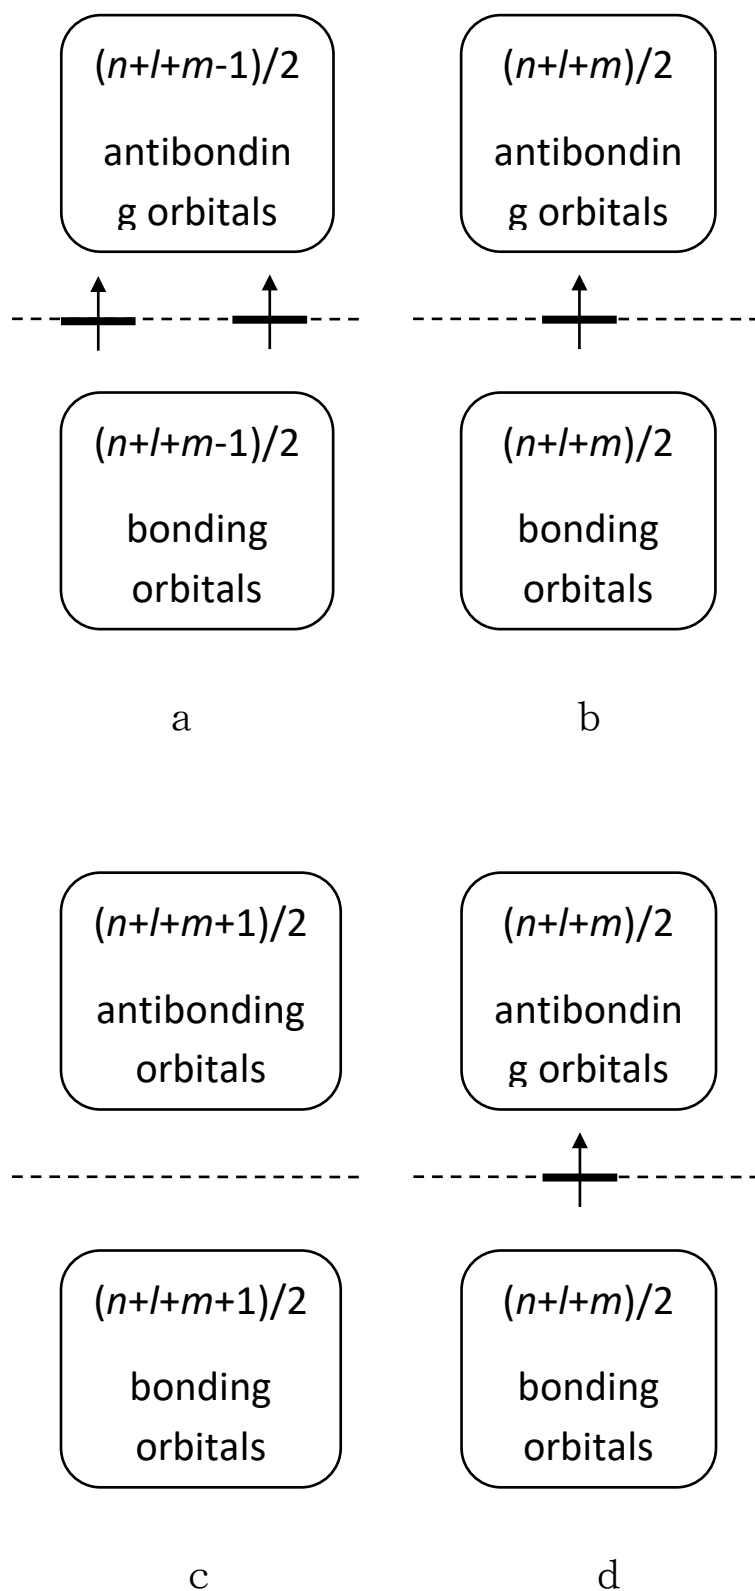 (n+l+m-1)/2
antibondin
g orbitals
(n+l+m-1)/2
bonding
orbitals
a
(n+l+m)/2
antibondin
g orbitals
(n+l+m)/2
bonding
orbitals
b
(n+l+m+1)/2
antibonding
orbitals
(n+l+m+1)/2
bonding
orbitals
c
(n+l+m)/2
antibondin
g orbitals
(n+l+m)/2
bonding
orbitals
d